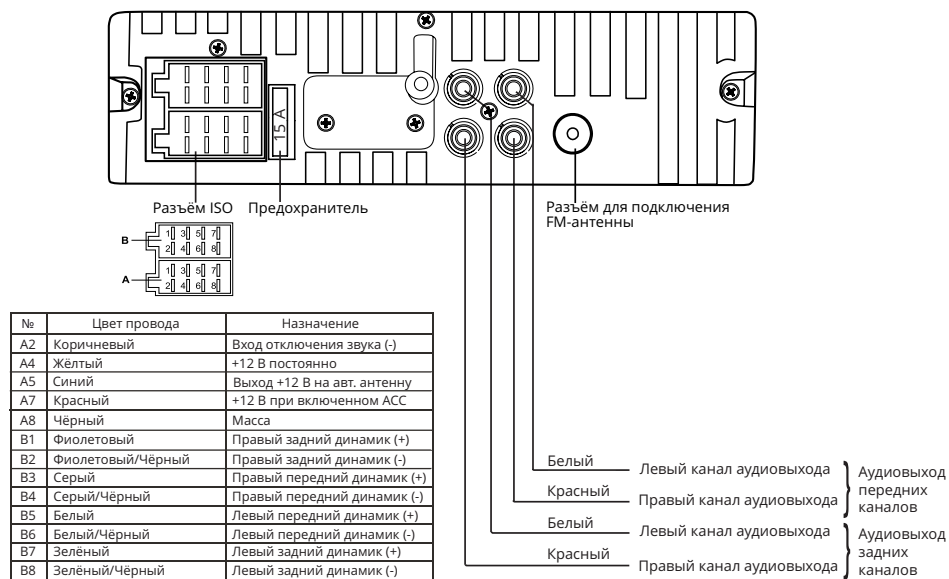 15 A
Разъём ISO
Предохранитель
Разъём для подключения
FM-антенны
B
1 3 5 7
2 4 6 8
A
1 3 5 7
2 4 6 8
№ Цвет провода Назначение
A2 Коричневый Вход отключения звука (-)
A4 Жёлтый +12 В постоянно
A5 Синий Выход +12 В на авт. антенну
A7 Красный +12 В при включенном ACC
A8 Чёрный Масса
B1 Фиолетовый Правый задний динамик (+)
B2 Фиолетовый/Чёрный Правый задний динамик (-)
B3 Серый Правый передний динамик (+)
B4 Серый/Чёрный Правый передний динамик (-)
B5 Белый Левый передний динамик (+)
B6 Белый/Чёрный Левый передний динамик (-)
B7 Зелёный Левый задний динамик (+)
B8 Зелёный/Чёрный Левый задний динамик (-)
Белый Левый канал аудиовыхода
Красный Правый канал аудиовыхода
Аудиовыход
передних
каналов
Белый Левый канал аудиовыхода
Красный Правый канал аудиовыхода
Аудиовыход
задних
каналов